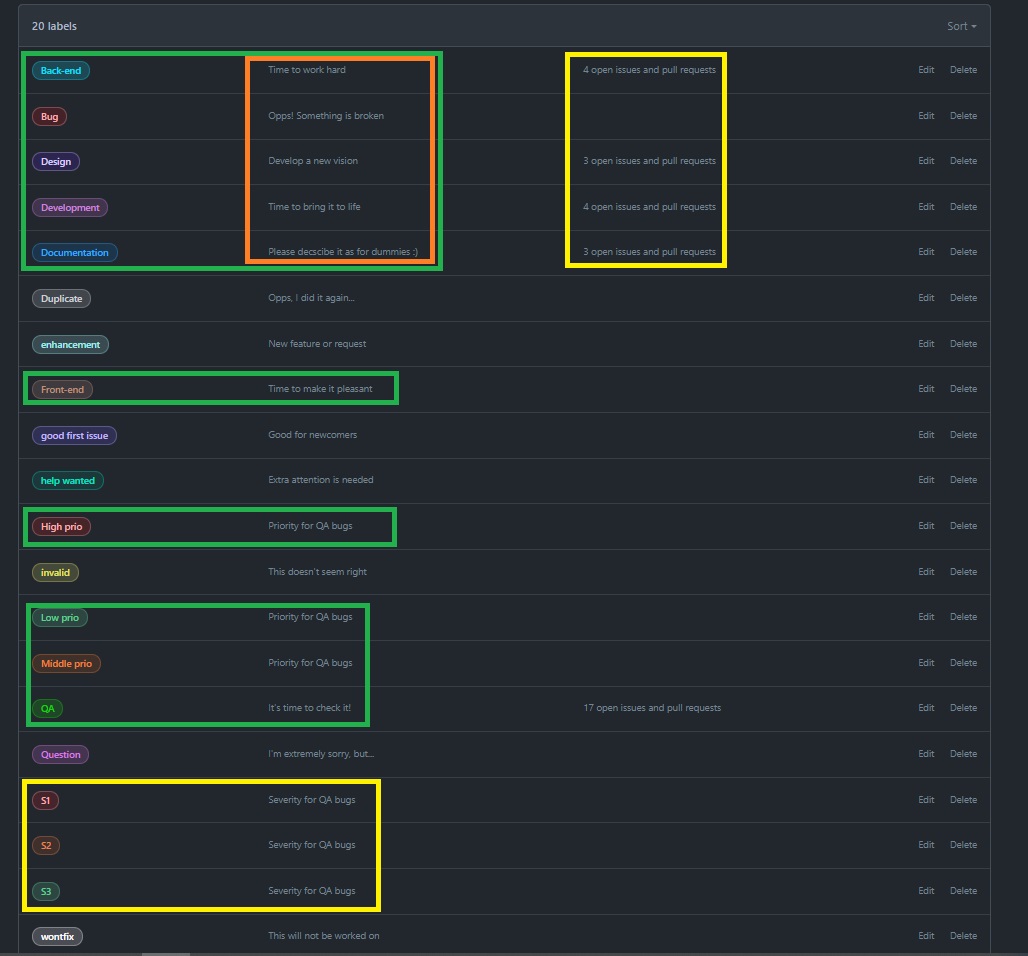 20 labels Sort
Back-end Time to work hard 4 open issues and pull requests Edit Delete
Bug Opps! Something is broken Edit Delete
Design Develop a new vision 3 open issues and pull requests Edit Delete
Development Time to bring it to life 4 open issues and pull requests Edit Delete
Documentation Please decscibe it as for dummies :) 3 open issues and pull requests Edit Delete
Duplicate Opps, I did it again... Edit Delete
enhancement New feature or request Edit Delete
Front-end Time to make it pleasant Edit Delete
good first issue Good for newcomers Edit Delete
help wanted Extra attention is needed Edit Delete
High prio Priority for QA bugs Edit Delete
invalid This doesn't seem right Edit Delete
Low prio Priority for QA bugs Edit Delete
Middle prio Priority for QA bugs Edit Delete
QA It's time to check it! 17 open issues and pull requests Edit Delete
Question I'm extremely sorry, but... Edit Delete
S1 Severity for QA bugs Edit Delete
S2 Severity for QA bugs Edit Delete
S3 Severity for QA bugs Edit Delete
wontfix This will not be worked on Edit Delete